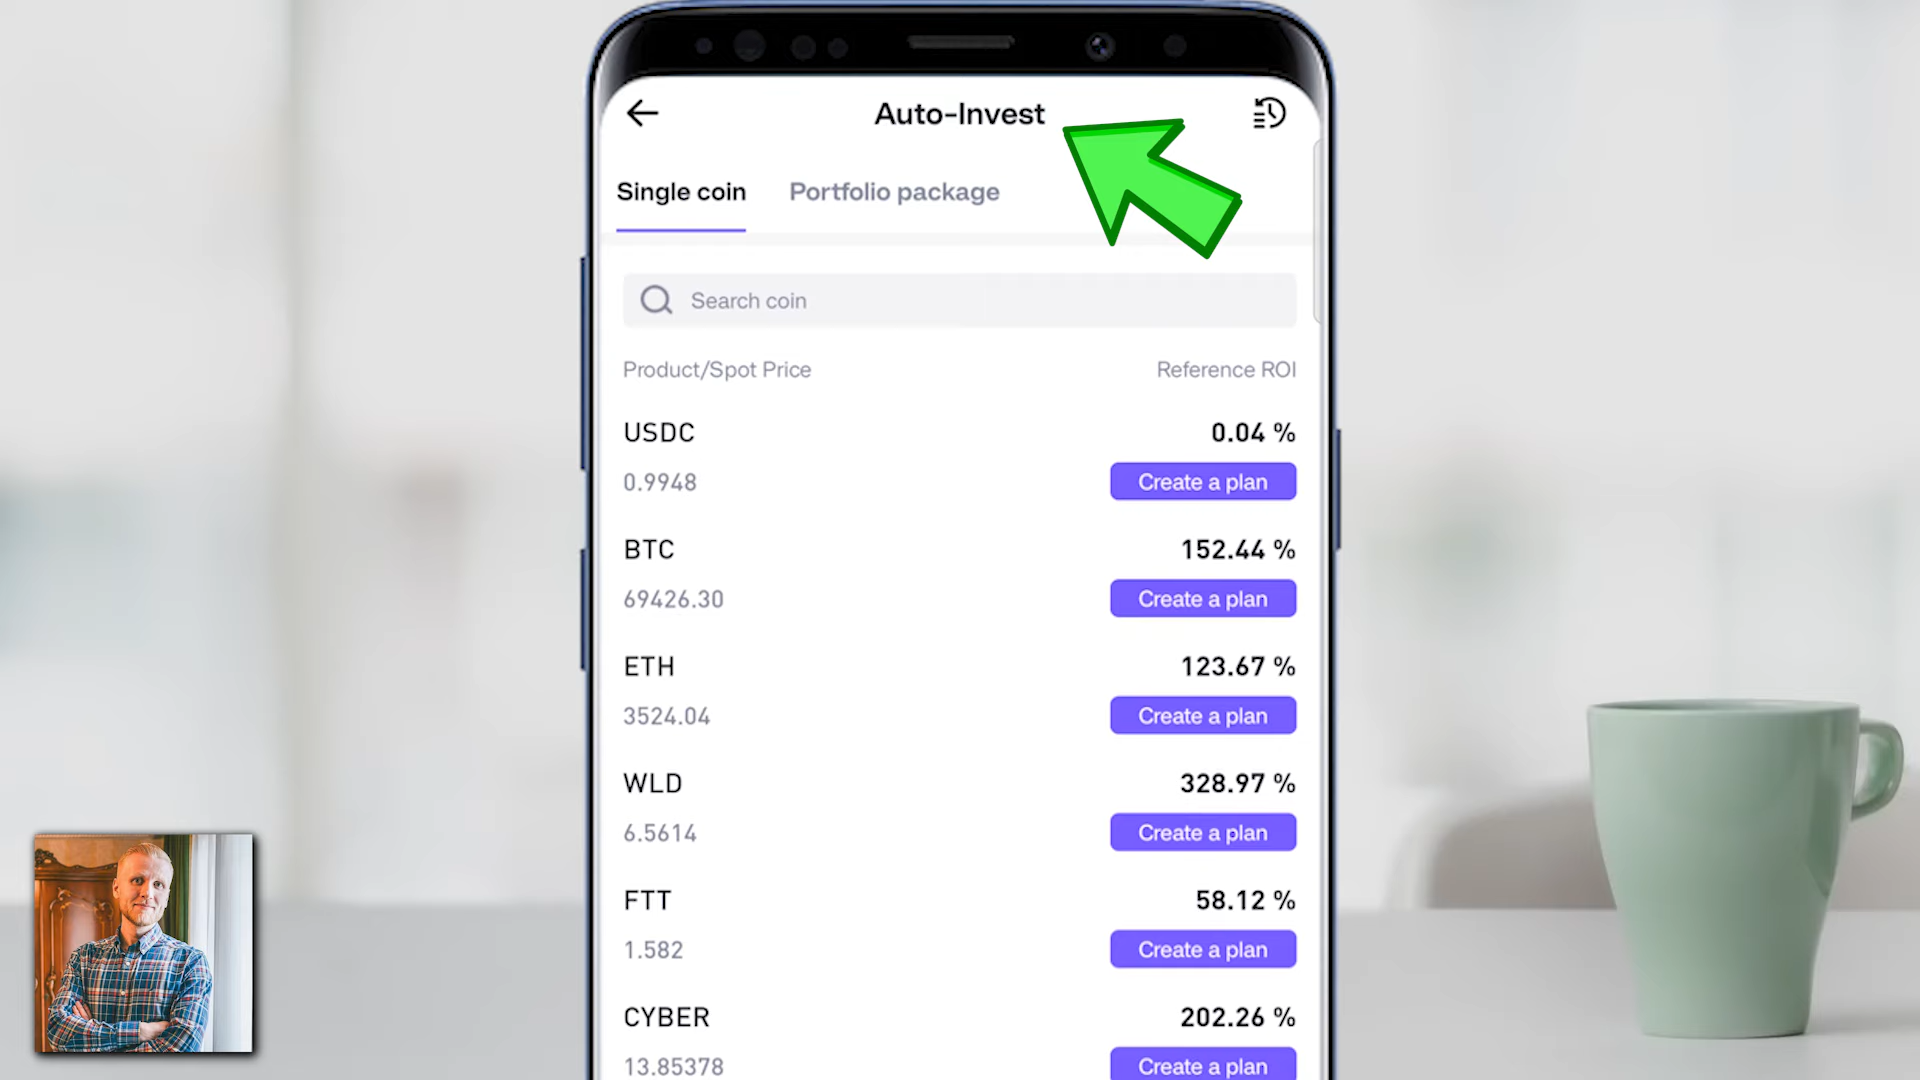 Auto-Invest
Single coin
Portfolio package
Search coin
Product/Spot Price
Reference ROI
USDC
0.04 %
0.9948
Create a plan
BTC
152.44 %
69426.30
Create a plan
ETH
123.67 %
3524.04
Create a plan
WLD
328.97 %
6.5614
Create a plan
FTT
58.12 %
1.582
Create a plan
CYBER
202.26 %
13.85378
Create a plan